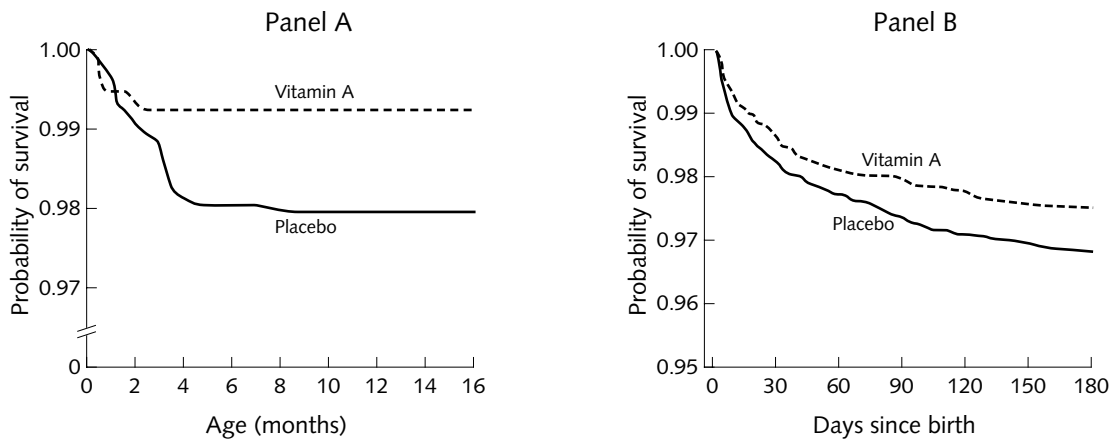 Panel A
Probability of survival
1.00
0.99
0.98
0.97
0
Vitamin A
Placebo
0 2 4 6 8 10 12 14 16
Age (months)
Panel B
Probability of survival
1.00
0.99
0.98
0.97
0.96
0.95
Vitamin A
Placebo
0 30 60 90 120 150 180
Days since birth